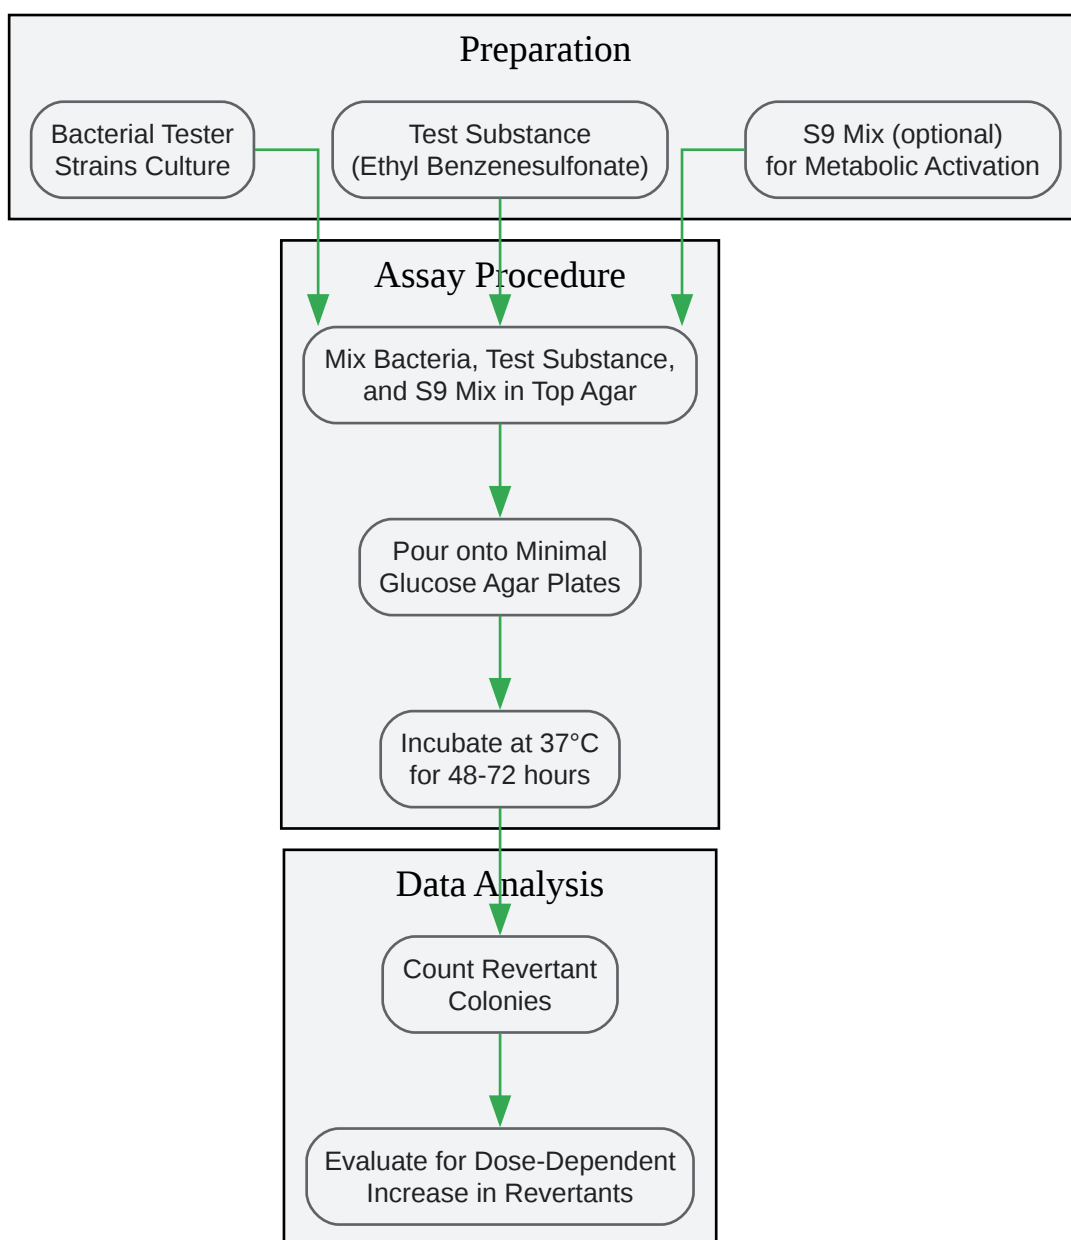 Preparation
Bacterial Tester
Strains Culture
Test Substance
(Ethyl Benzenesulfonate)
S9 Mix (optional)
for Metabolic Activation
Assay Procedure
Mix Bacteria, Test Substance,
and S9 Mix in Top Agar
Pour onto Minimal
Glucose Agar Plates
Incubate at 37°C
for 48-72 hours
Data Analysis
Count Revertant
Colonies
Evaluate for Dose-Dependent
Increase in Revertants